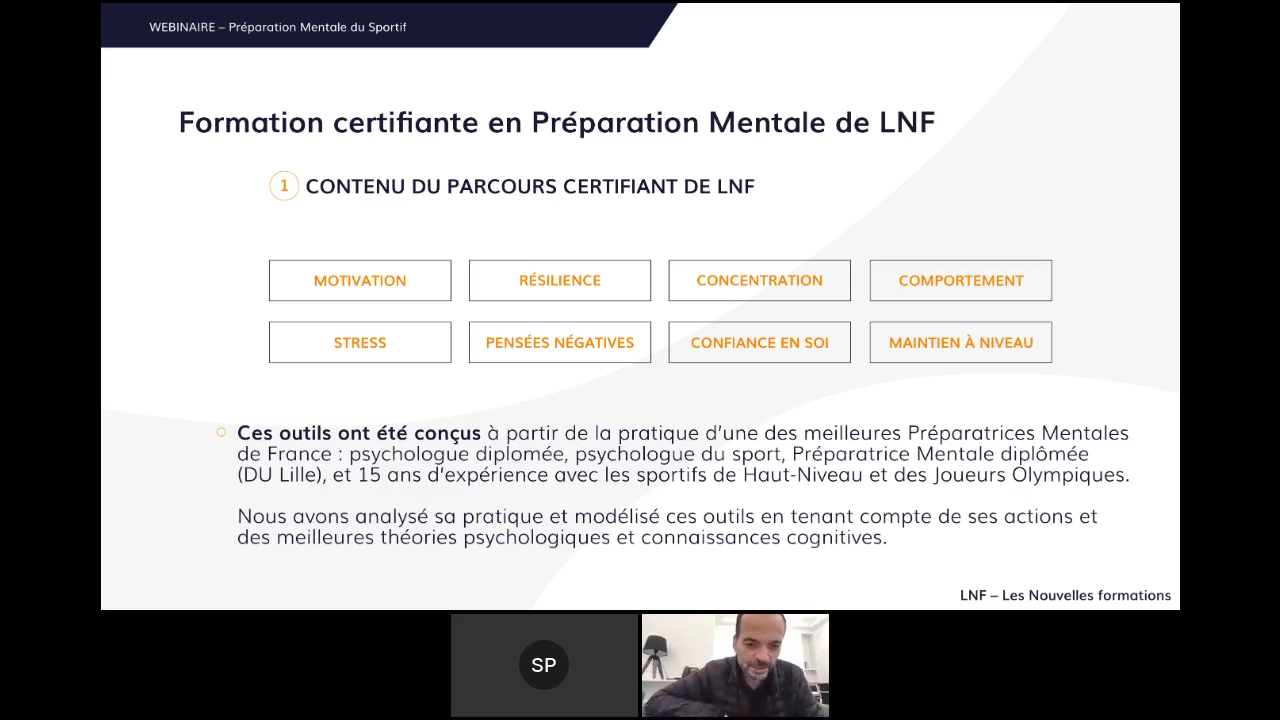 WEBINAIRE – Préparation Mentale du Sportif
Formation certifiante en Préparation Mentale de LNF
1 CONTENU DU PARCOURS CERTIFIANT DE LNF
MOTIVATION RÉSILIENCE CONCENTRATION COMPORTEMENT
STRESS PENSÉES NÉGATIVES CONFIANCE EN SOI MAINTIEN À NIVEAU
Ces outils ont été conçus à partir de la pratique d'une des meilleures Préparatrices Mentales
de France : psychologue diplomée, psychologue du sport, Préparatrice Mentale diplômée
(DU Lille), et 15 ans d'expérience avec les sportifs de Haut-Niveau et des Joueurs Olympiques.
Nous avons analysé sa pratique et modélisé ces outils en tenant compte de ses actions et
des meilleures théories psychologiques et connaissances cognitives.
LNF – Les Nouvelles formations
SP